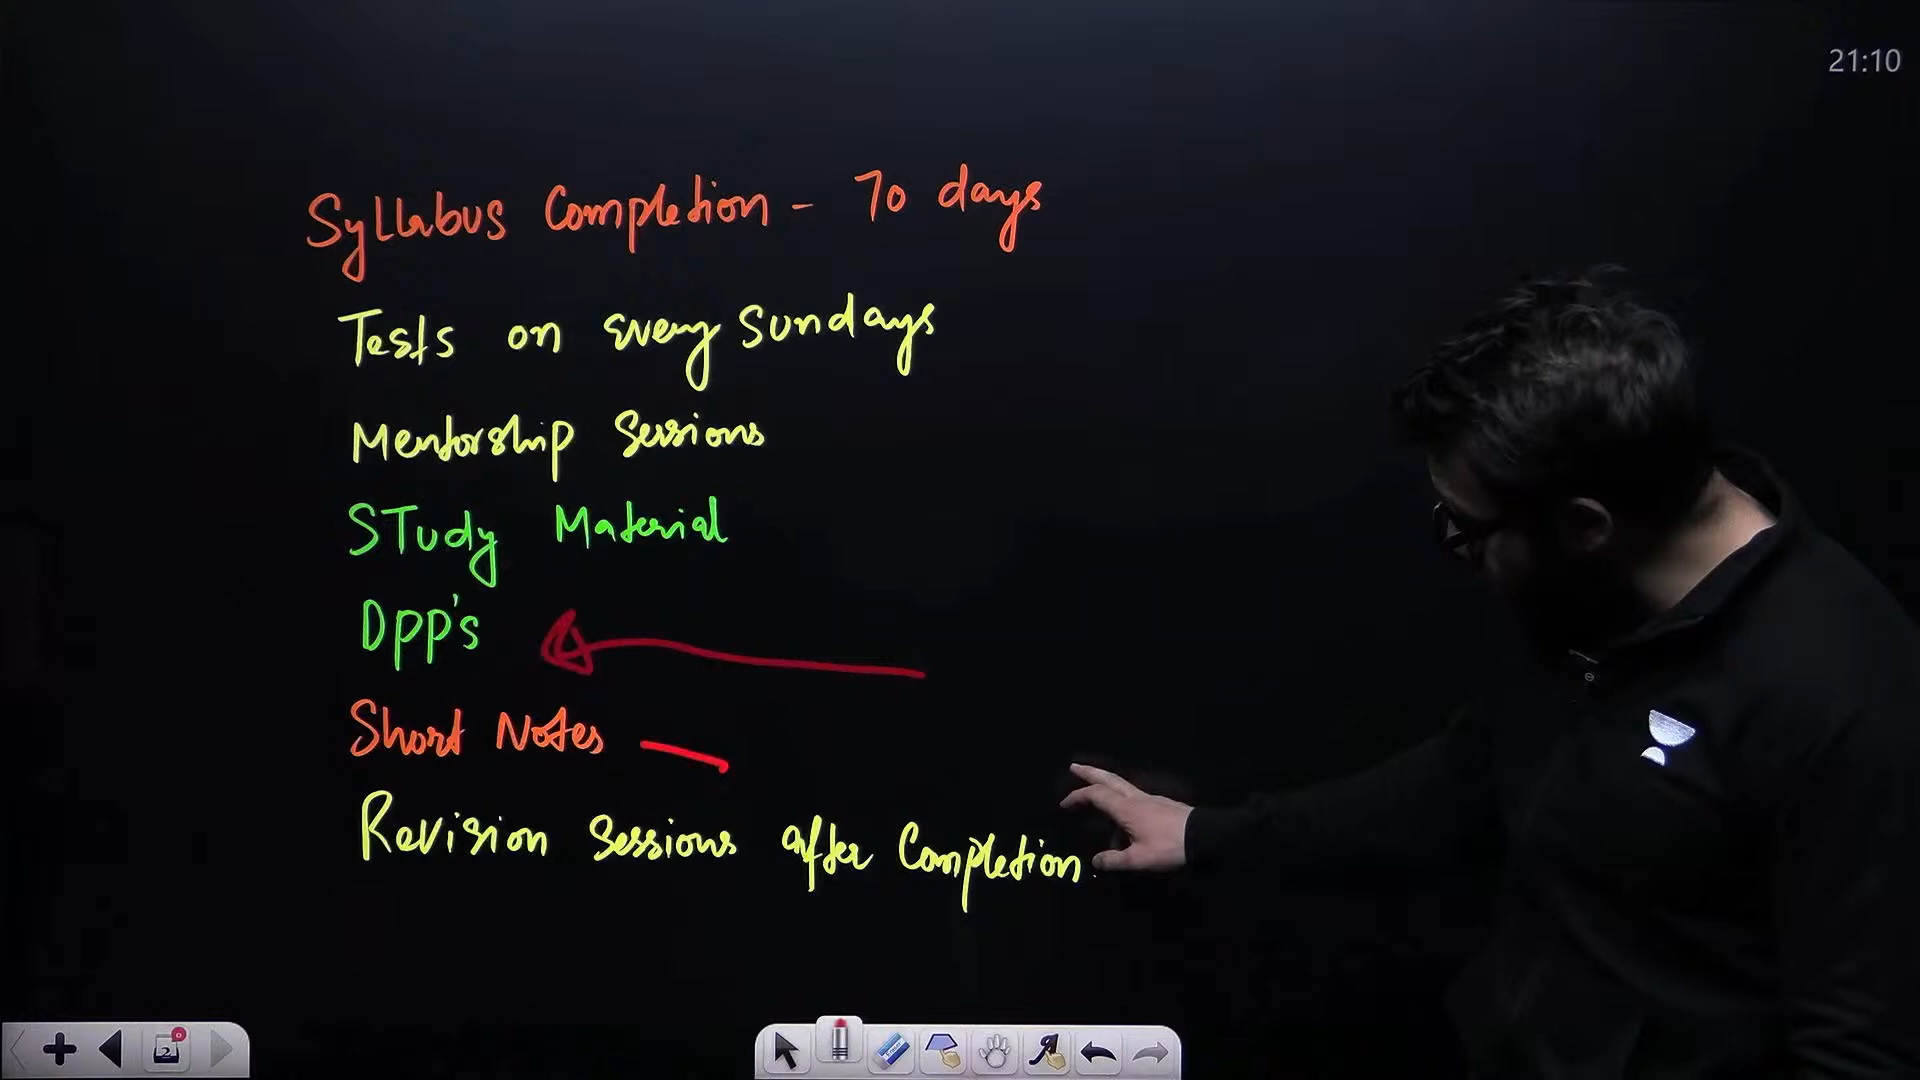 21:10
Syllabus Completion - 70 days
Tests on every Sundays
Mentorship Sessions
STudy Material
DPP's
Short Notes
Revision Sessions after Completion.
2